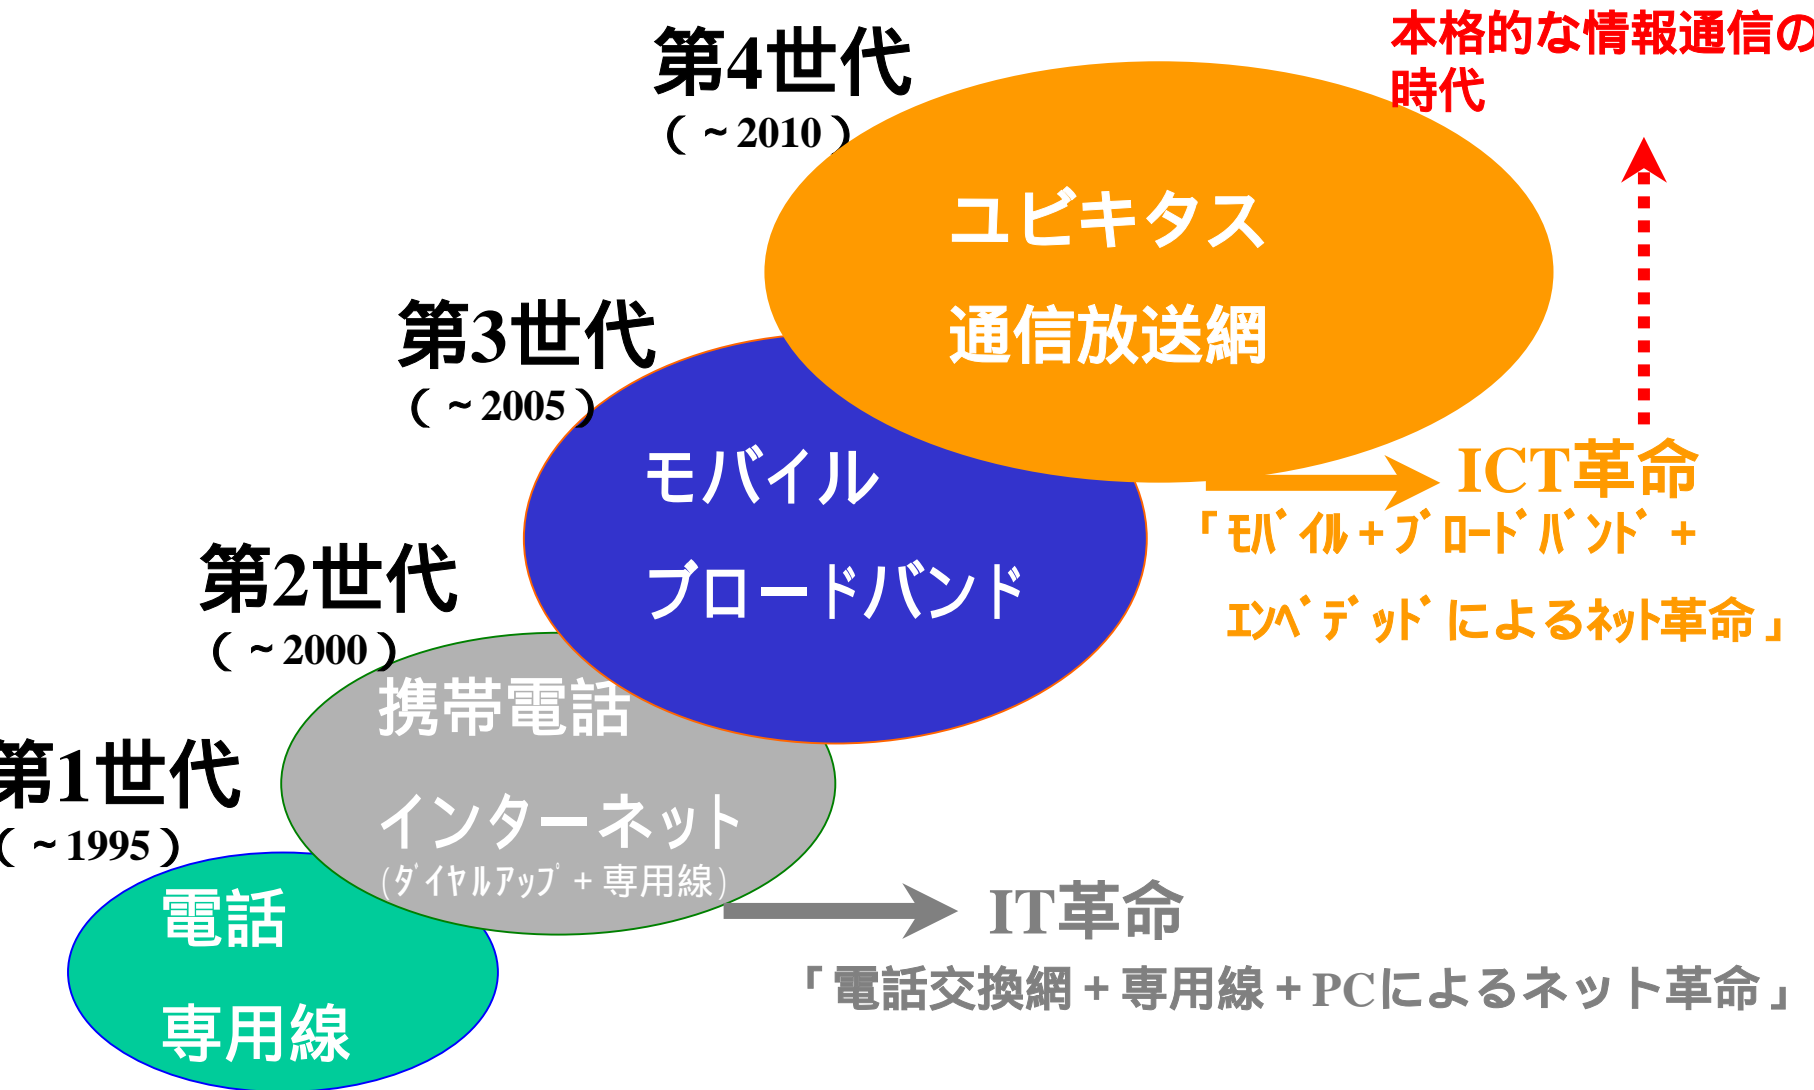 本格的な情報通信の
時代
第4世代
(~2010)
ユビキタス
通信放送網
第3世代
(~2005)
モバイル
ブロードバンド
ICT革命
「ﾓﾊﾞｲﾙ+ﾌﾞﾛｰﾄﾞﾊﾞﾝﾄﾞ+
ｴﾝﾍﾞﾃﾞｯﾄﾞによるﾈｯﾄ革命」
第2世代
(~2000)
携帯電話
インターネット
(ﾀﾞｲﾔﾙｱｯﾌﾟ+専用線)
第1世代
(~1995)
電話
専用線
IT革命
「電話交換網+専用線+PCによるネット革命」